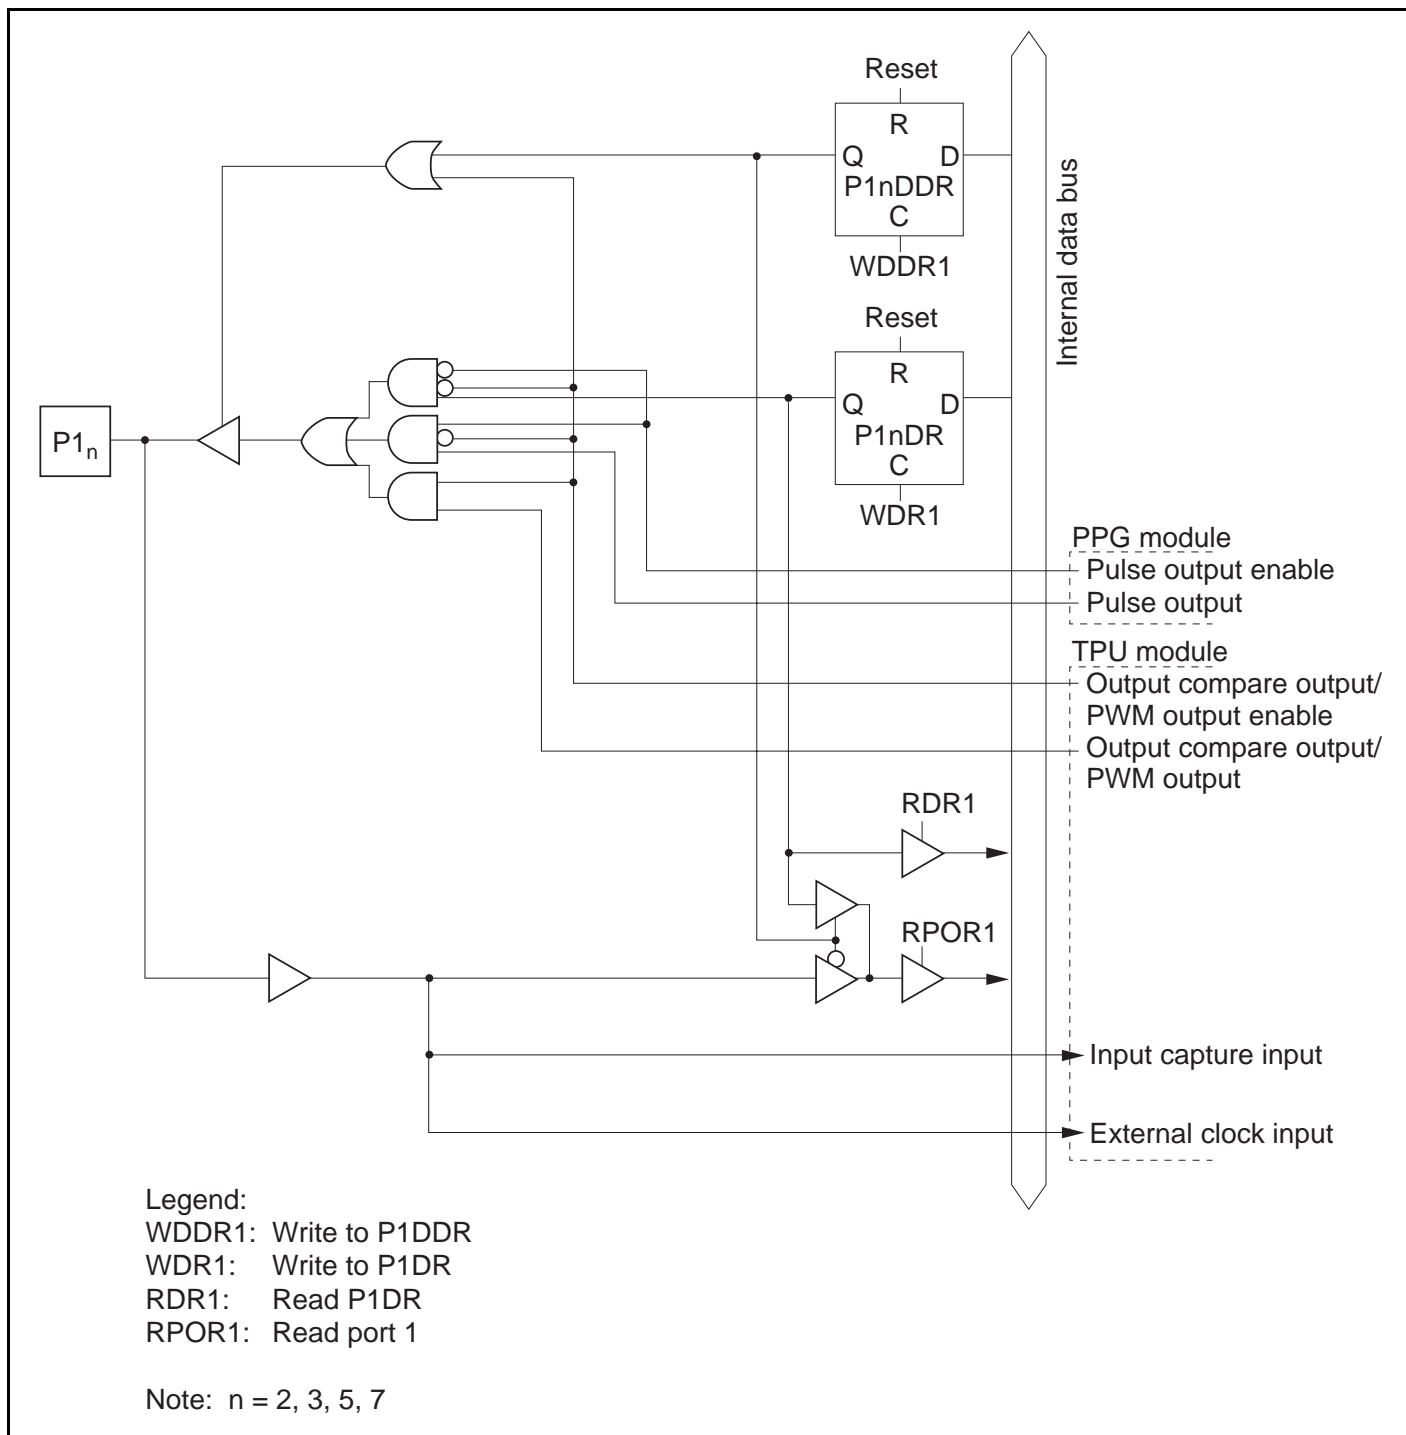 Reset
R
Q D
P1nDDR
C
WDDR1
Internal data bus
Reset
R
Q D
P1nDR
C
WDR1
P1n
PPG module
Pulse output enable
Pulse output
TPU module
Output compare output/
PWM output enable
Output compare output/
PWM output
RDR1
RPOR1
Input capture input
External clock input
Legend:
WDDR1: Write to P1DDR
WDR1: Write to P1DR
RDR1: Read P1DR
RPOR1: Read port 1
Note: n = 2, 3, 5, 7